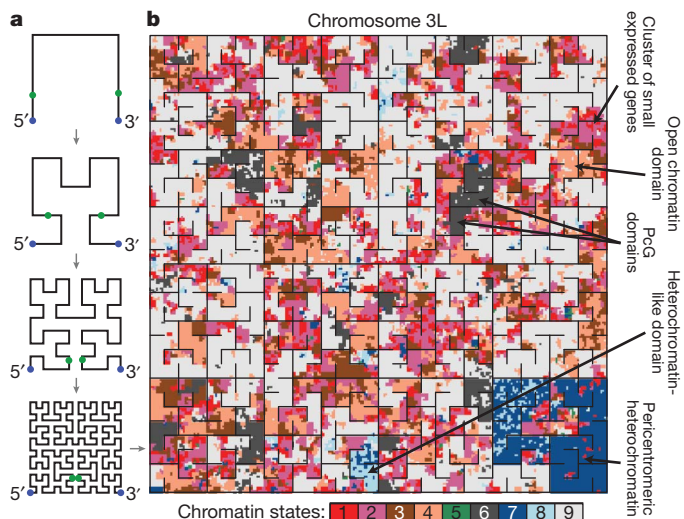 a
b
Chromosome 3L
5′
3′
5′
3′
5′
3′
5′
3′
Cluster of small
expressed genes
Open chromatin
domain
PcG
domains
Heterochromatin-
like domain
Pericentromeric
heterochromatin
Chromatin states: 1 2 3 4 5 6 7 8 9